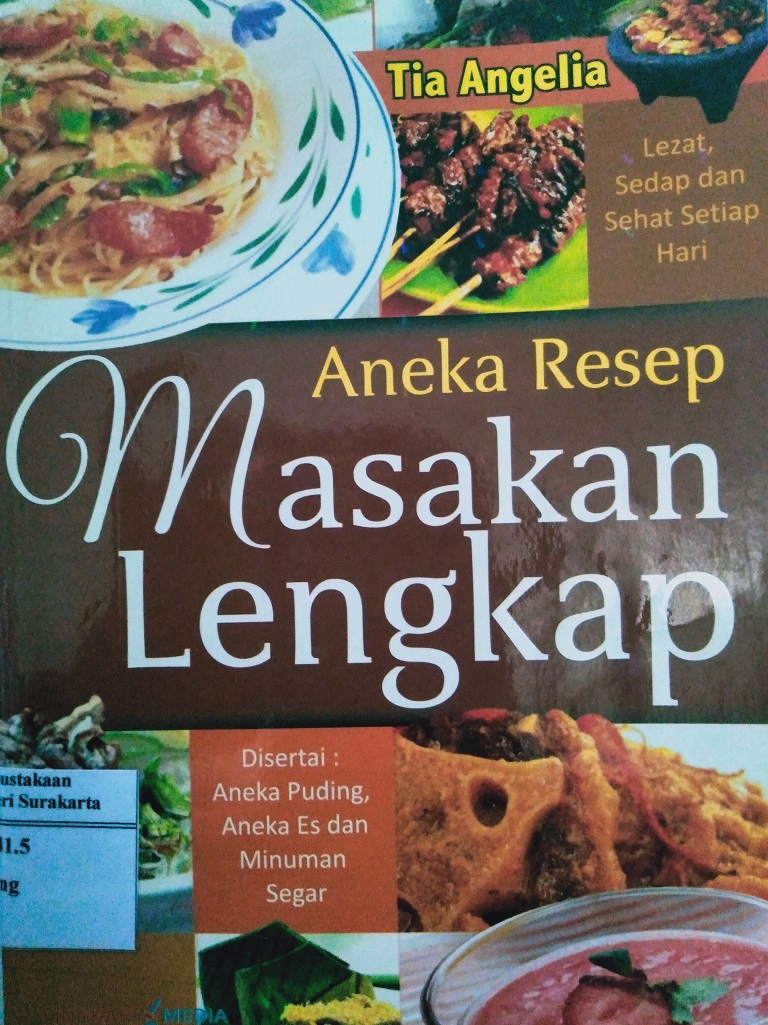 Tia Angelia
Lezat,
Sedap dan
Sehat Setiap
Hari
Aneka Resep
Masakan
Lengkap
Disertai :
Aneka Puding,
Aneka Es dan
Minuman
Segar
ustakaan
ri Surakarta
1.5
ng
MEDIA